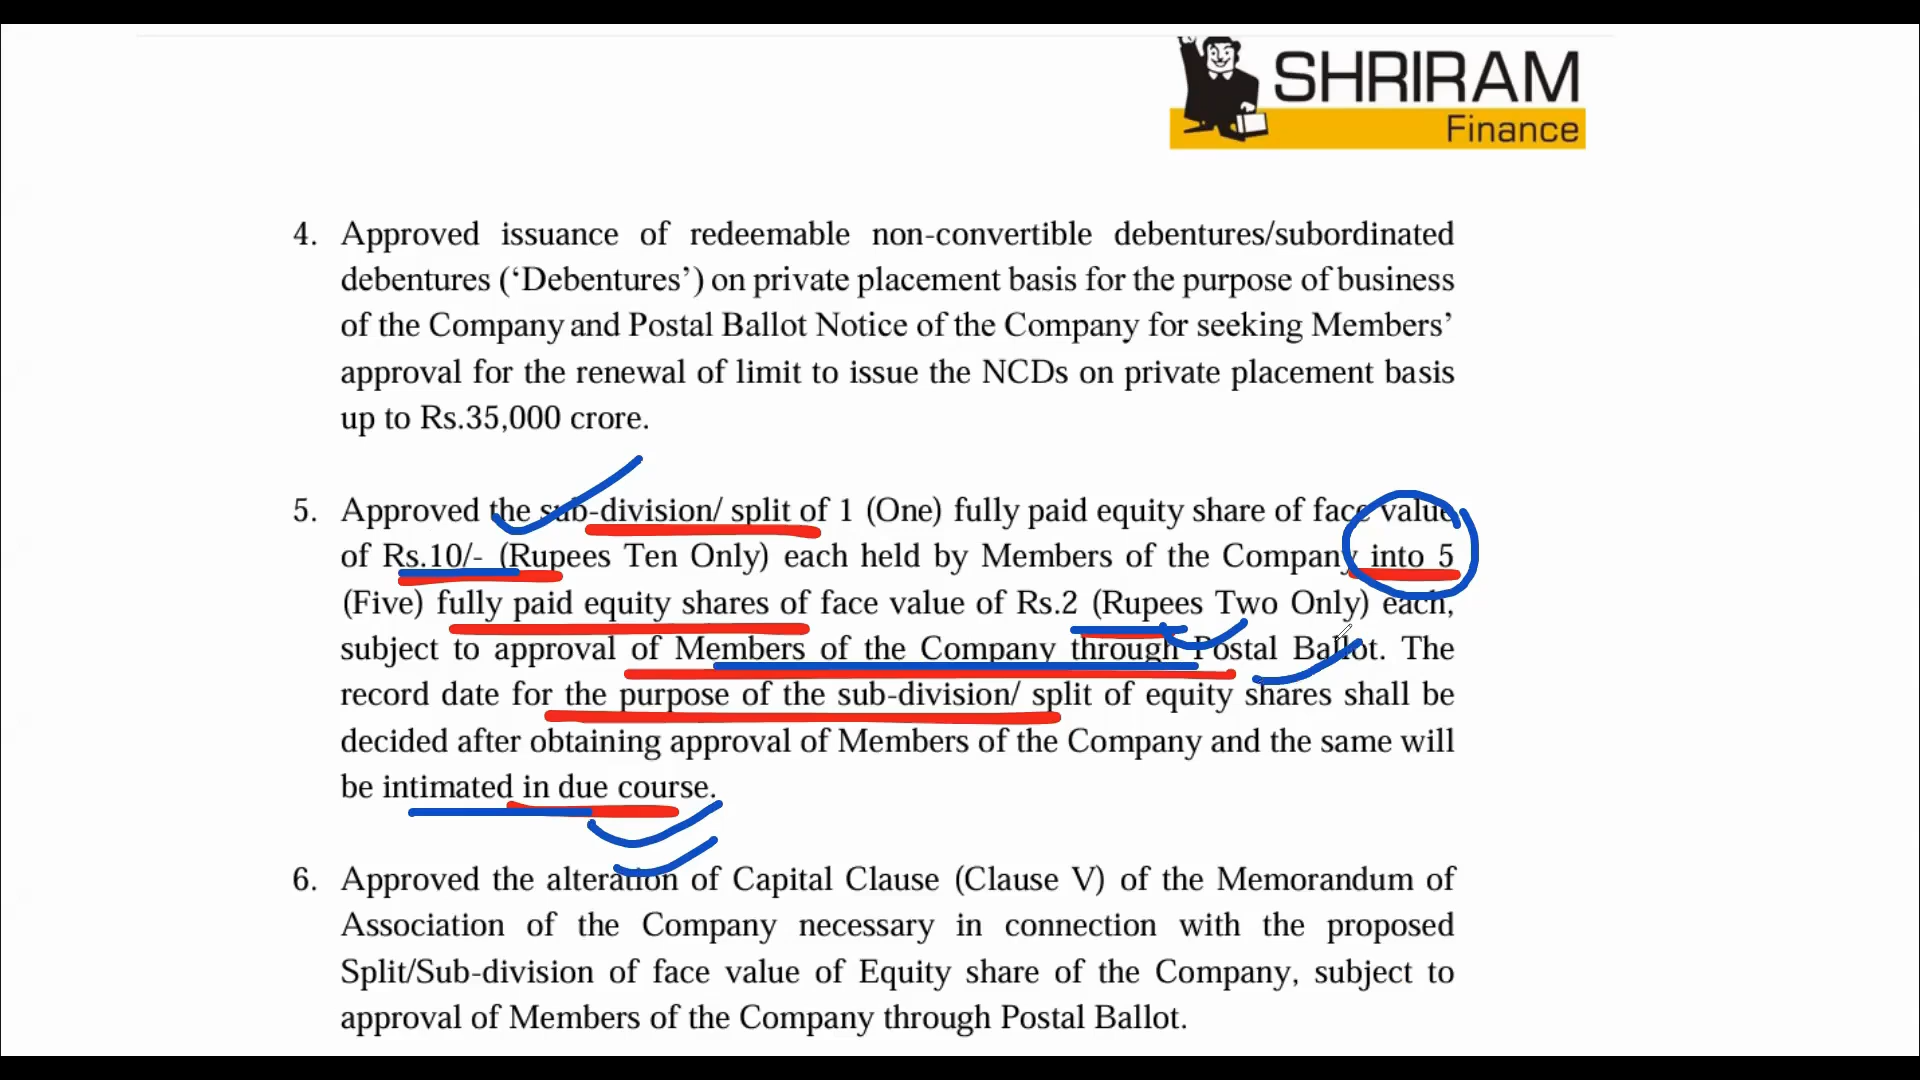 SHRIRAM
Finance
4. Approved issuance of redeemable non-convertible debentures/subordinated
debentures (‘Debentures’) on private placement basis for the purpose of business
of the Company and Postal Ballot Notice of the Company for seeking Members’
approval for the renewal of limit to issue the NCDs on private placement basis
up to Rs.35,000 crore.
5. Approved the sub-division/ split of 1 (One) fully paid equity share of face value
of Rs.10/- (Rupees Ten Only) each held by Members of the Company into 5
(Five) fully paid equity shares of face value of Rs.2 (Rupees Two Only) each,
subject to approval of Members of the Company through Postal Ballot. The
record date for the purpose of the sub-division/ split of equity shares shall be
decided after obtaining approval of Members of the Company and the same will
be intimated in due course.
6. Approved the alteration of Capital Clause (Clause V) of the Memorandum of
Association of the Company necessary in connection with the proposed
Split/Sub-division of face value of Equity share of the Company, subject to
approval of Members of the Company through Postal Ballot.